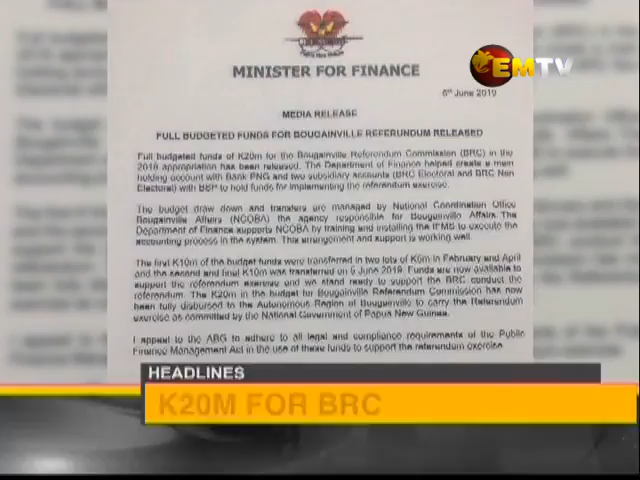 MINISTER FOR FINANCE
EMTV
6th June 2019
MEDIA RELEASE
FULL BUDGETED FUNDS FOR BOUGAINVILLE REFERENDUM RELEASED
Full budgeted funds of K20m for the Bougainville Referendum Commission (BRC) in the
2018 appropriation has been released. The Department of Finance helped create a main
holding account with Bank PNG and two subsidiary accounts (BRC Electoral and BRC Non
Electoral) with BSP to hold funds for implementing the referendum exercise.
The budget draw down and transfers are managed by National Coordination Office
Bougainville Affairs (NCOBA) the agency responsible for Bougainville Affairs. The
Department of Finance supports NCOBA by training and installing the IFMS to execute the
accounting process in the system. This arrangement and support is working well.
The first K10m of the budget funds were transferred in two lots of K5m in February and April
and the second and final K10m was transferred on 5 June 2019. Funds are now available to
support the referendum exercise and we stand ready to support the BRC conduct the
referendum. The K20m in the budget for Bougainville Referendum Commission has now
been fully disbursed to the Autonomous Region of Bougainville to carry the Referendum
exercise as committed by the National Government of Papua New Guinea.
I appeal to the ABG to adhere to all legal and compliance requirements of the Public
Finance Management Act in the use of these funds to support the referendum exercise
HEADLINES
K20M FOR BRC